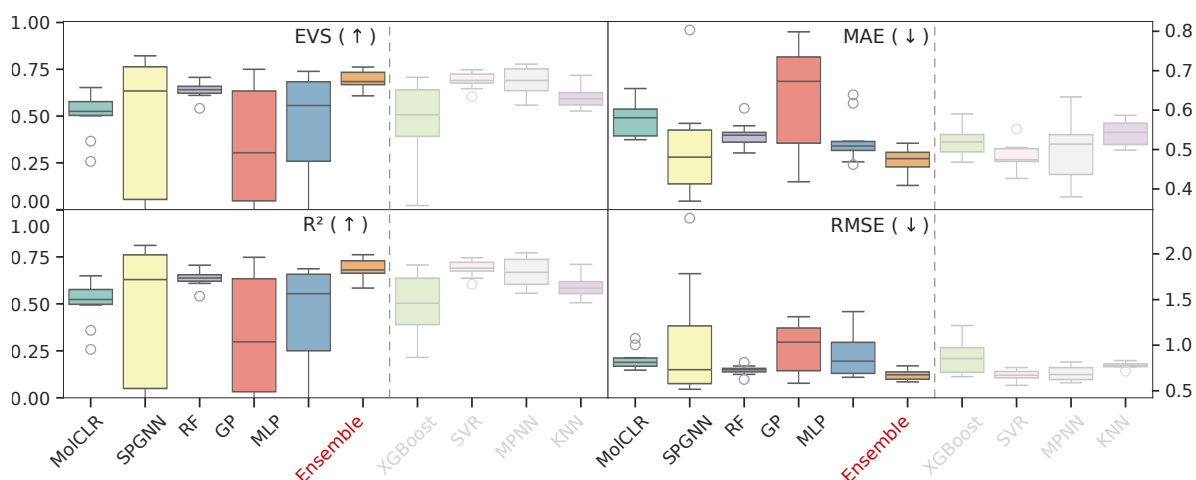 1.00
EVS ( ↑ )
MAE ( ↓ )
0.8
0.75
0.7
0.50
0.6
0.25
0.5
0.00
0.4
1.00
R² ( ↑ )
RMSE ( ↓ )
0.75
2.0
0.50
1.5
0.25
1.0
0.00
0.5
MolCLR
SPGNN
RF
GP
MLP
Ensemble
XGBoost
SVR
MPNN
KNN
MolCLR
SPGNN
RF
GP
MLP
Ensemble
XGBoost
SVR
MPNN
KNN